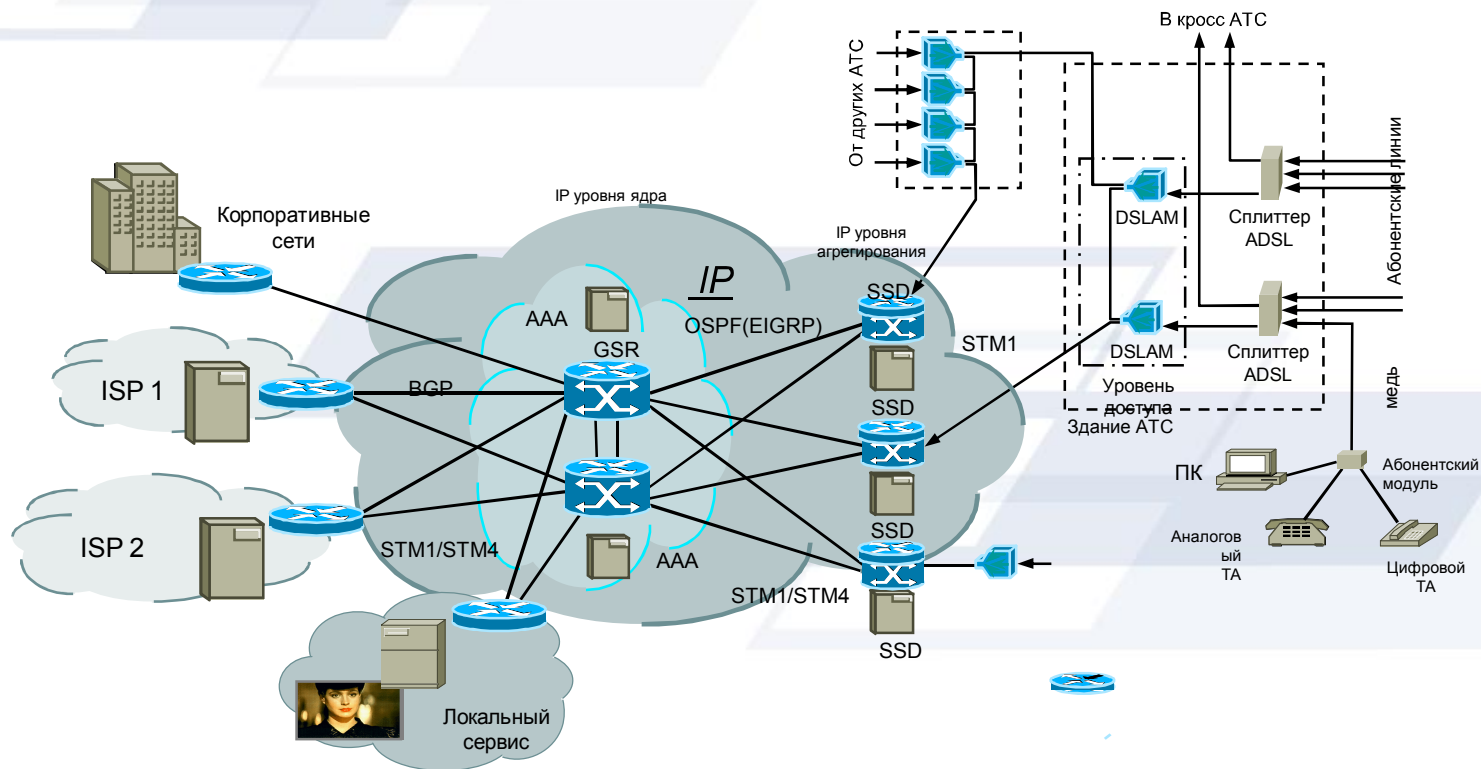 В кросс АТС
От других АТС
Абонентские линии
IP уровня ядра
DSLAM
Сплиттер
ADSL
Корпоративные
сети
IP уровня
агрегирования
IP
SSD
AAA
OSPF(EIGRP)
STM1
GSR
DSLAM
Сплиттер
ADSL
ISP 1
BGP
SSD
Уровень
доступа
Здание АТС
медь
ПК
Абонентский
модуль
SSD
Аналогов
ый
ТА
Цифровой
ТА
ISP 2
STM1/STM4
AAA
STM1/STM4
SSD
Локальный
сервис